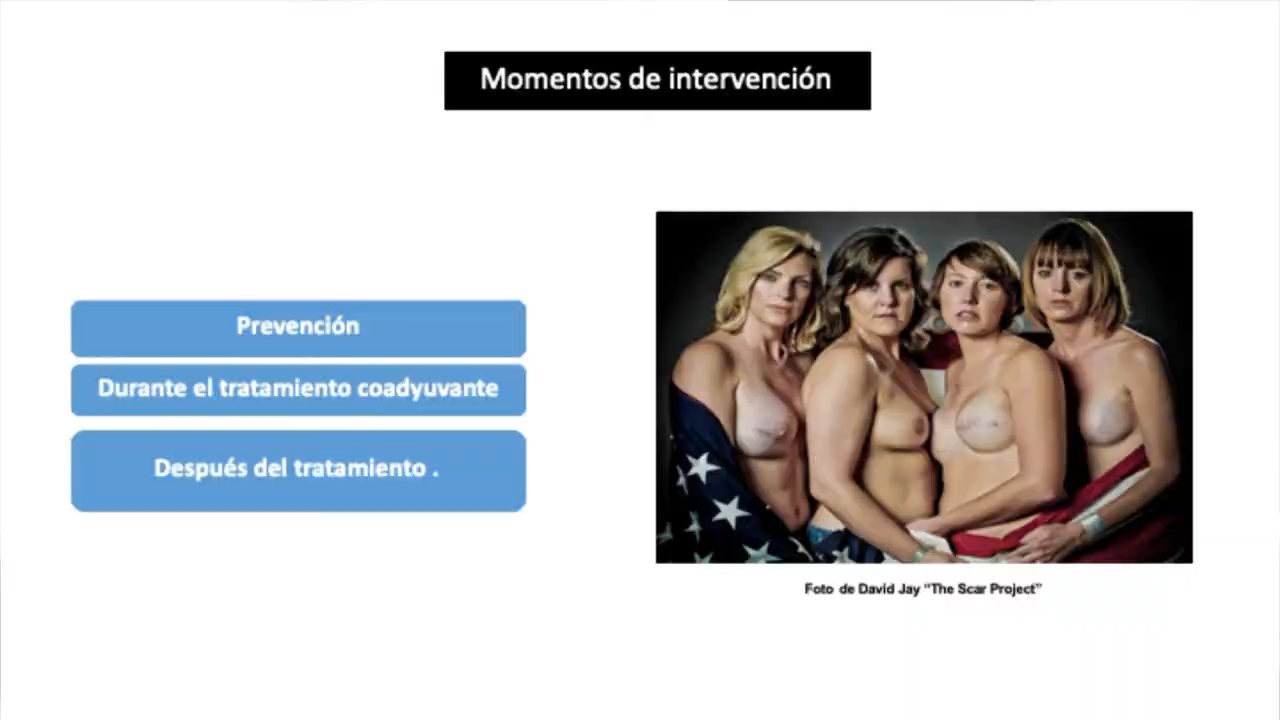 Momentos de intervención
Prevención
Durante el tratamiento coadyuvante
Después del tratamiento .
Foto de David Jay "The Scar Project"